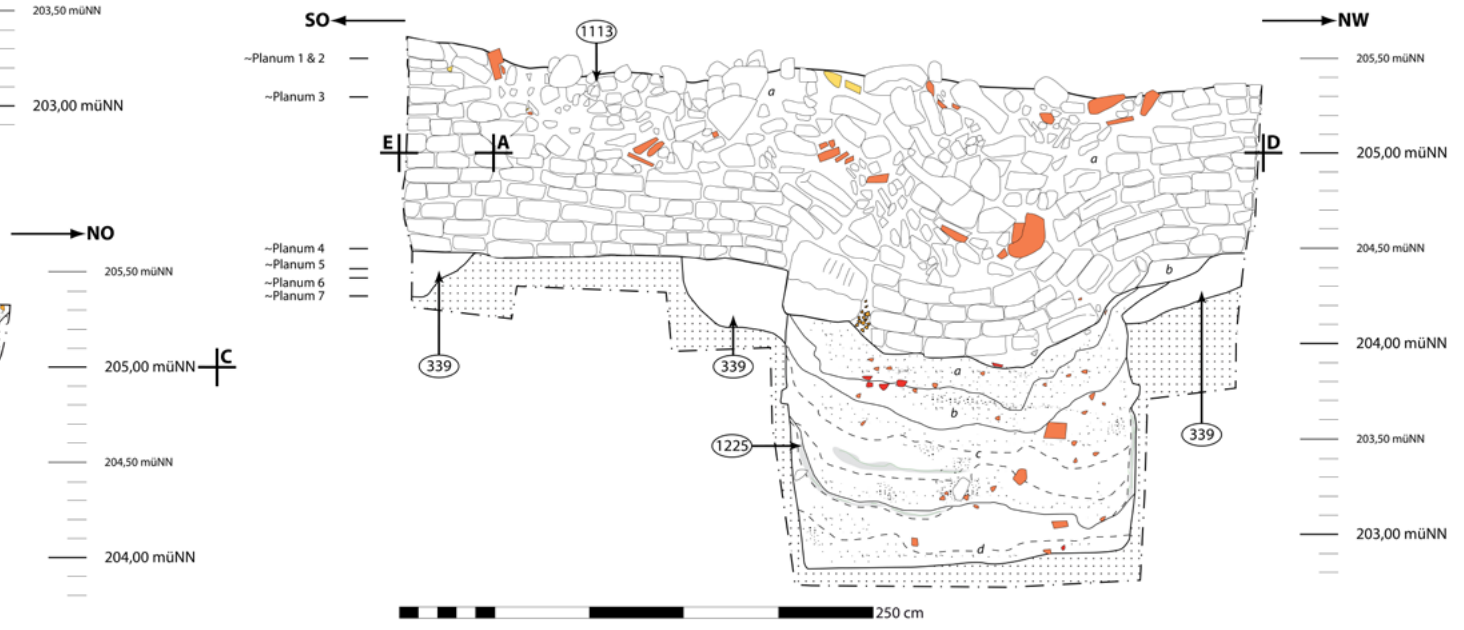 203,50 müNN
203,00 müNN
NO
205,50 müNN
205,00 müNN
C
204,50 müNN
204,00 müNN
SO
NW
1113
~Planum 1 & 2
~Planum 3
E
A
D
a
a
~Planum 4
~Planum 5
~Planum 6
~Planum 7
b
339
339
339
a
b
c
d
1225
205,50 müNN
205,00 müNN
204,50 müNN
204,00 müNN
203,50 müNN
203,00 müNN
250 cm